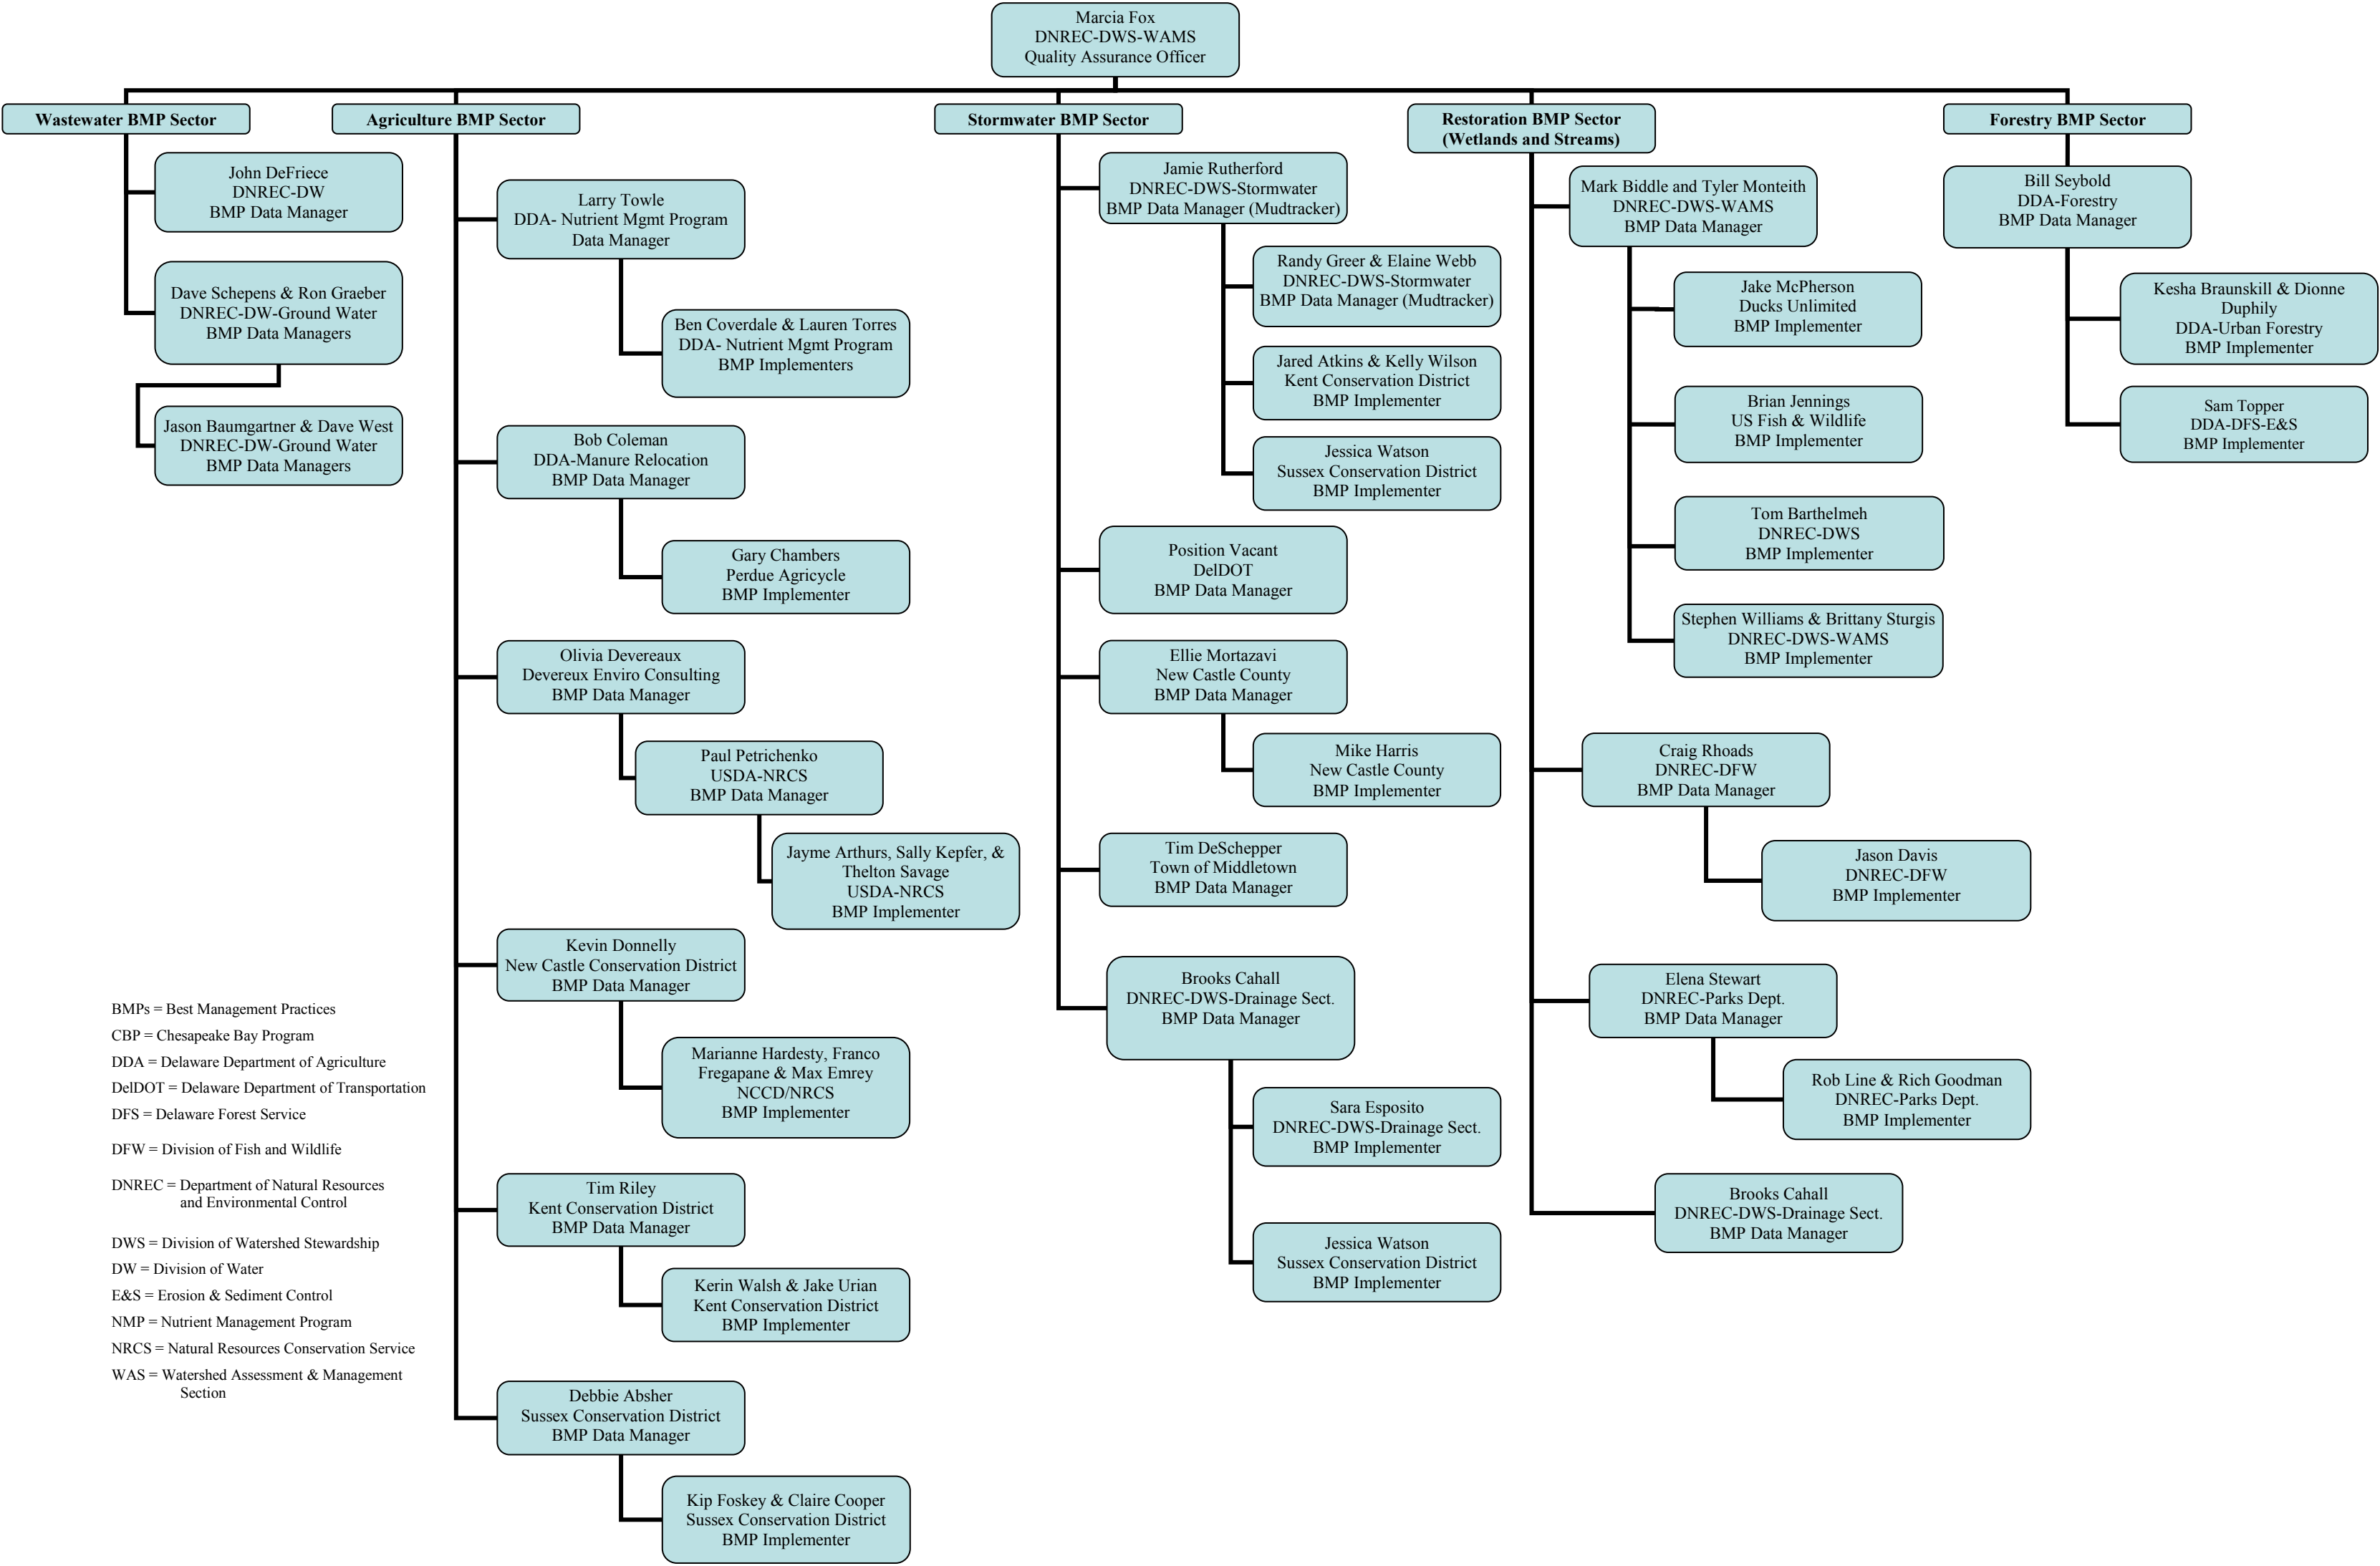 Marcia Fox
DNREC-DWS-WAMS
Quality Assurance Officer
Wastewater BMP Sector
John DeFriece
DNREC-DW
BMP Data Manager
Dave Schepens & Ron Graeber
DNREC-DW-Ground Water
BMP Data Managers
Jason Baumgartner & Dave West
DNREC-DW-Ground Water
BMP Data Managers
Agriculture BMP Sector
Larry Towle
DDA- Nutrient Mgmt Program
Data Manager
Ben Coverdale & Lauren Torres
DDA- Nutrient Mgmt Program
BMP Implementers
Bob Coleman
DDA-Manure Relocation
BMP Data Manager
Gary Chambers
Perdue Agricycle
BMP Implementer
Olivia Devereaux
Devereux Enviro Consulting
BMP Data Manager
Paul Petrichenko
USDA-NRCS
BMP Data Manager
Jayme Arthurs, Sally Kepfer, &
Thelton Savage
USDA-NRCS
BMP Implementer
Kevin Donnelly
New Castle Conservation District
BMP Data Manager
Marianne Hardesty, Franco
Fregapane & Max Emrey
NCCD/NRCS
BMP Implementer
Tim Riley
Kent Conservation District
BMP Data Manager
Kerin Walsh & Jake Urian
Kent Conservation District
BMP Implementer
Debbie Absher
Sussex Conservation District
BMP Data Manager
Kip Foskey & Claire Cooper
Sussex Conservation District
BMP Implementer
Stormwater BMP Sector
Jamie Rutherford
DNREC-DWS-Stormwater
BMP Data Manager (Mudtracker)
Randy Greer & Elaine Webb
DNREC-DWS-Stormwater
BMP Data Manager (Mudtracker)
Jared Atkins & Kelly Wilson
Kent Conservation District
BMP Implementer
Jessica Watson
Sussex Conservation District
BMP Implementer
Position Vacant
DelDOT
BMP Data Manager
Ellie Mortazavi
New Castle County
BMP Data Manager
Mike Harris
New Castle County
BMP Implementer
Tim DeSchepper
Town of Middletown
BMP Data Manager
Brooks Cahall
DNREC-DWS-Drainage Sect.
BMP Data Manager
Sara Esposito
DNREC-DWS-Drainage Sect.
BMP Implementer
Jessica Watson
Sussex Conservation District
BMP Implementer
Restoration BMP Sector
(Wetlands and Streams)
Mark Biddle and Tyler Monteith
DNREC-DWS-WAMS
BMP Data Manager
Jake McPherson
Ducks Unlimited
BMP Implementer
Brian Jennings
US Fish & Wildlife
BMP Implementer
Tom Barthelmeh
DNREC-DWS
BMP Implementer
Stephen Williams & Brittany Sturgis
DNREC-DWS-WAMS
BMP Implementer
Craig Rhoads
DNREC-DFW
BMP Data Manager
Jason Davis
DNREC-DFW
BMP Implementer
Elena Stewart
DNREC-Parks Dept.
BMP Data Manager
Rob Line & Rich Goodman
DNREC-Parks Dept.
BMP Implementer
Brooks Cahall
DNREC-DWS-Drainage Sect.
BMP Data Manager
Forestry BMP Sector
Bill Seybold
DDA-Forestry
BMP Data Manager
Kesha Braunskill & Dionne
Duphily
DDA-Urban Forestry
BMP Implementer
Sam Topper
DDA-DFS-E&S
BMP Implementer
BMPs = Best Management Practices
CBP = Chesapeake Bay Program
DDA = Delaware Department of Agriculture
DelDOT = Delaware Department of Transportation
DFS = Delaware Forest Service
DFW = Division of Fish and Wildlife
DNREC = Department of Natural Resources
and Environmental Control
DWS = Division of Watershed Stewardship
DW = Division of Water
E&S = Erosion & Sediment Control
NMP = Nutrient Management Program
NRCS = Natural Resources Conservation Service
WAS = Watershed Assessment & Management
Section